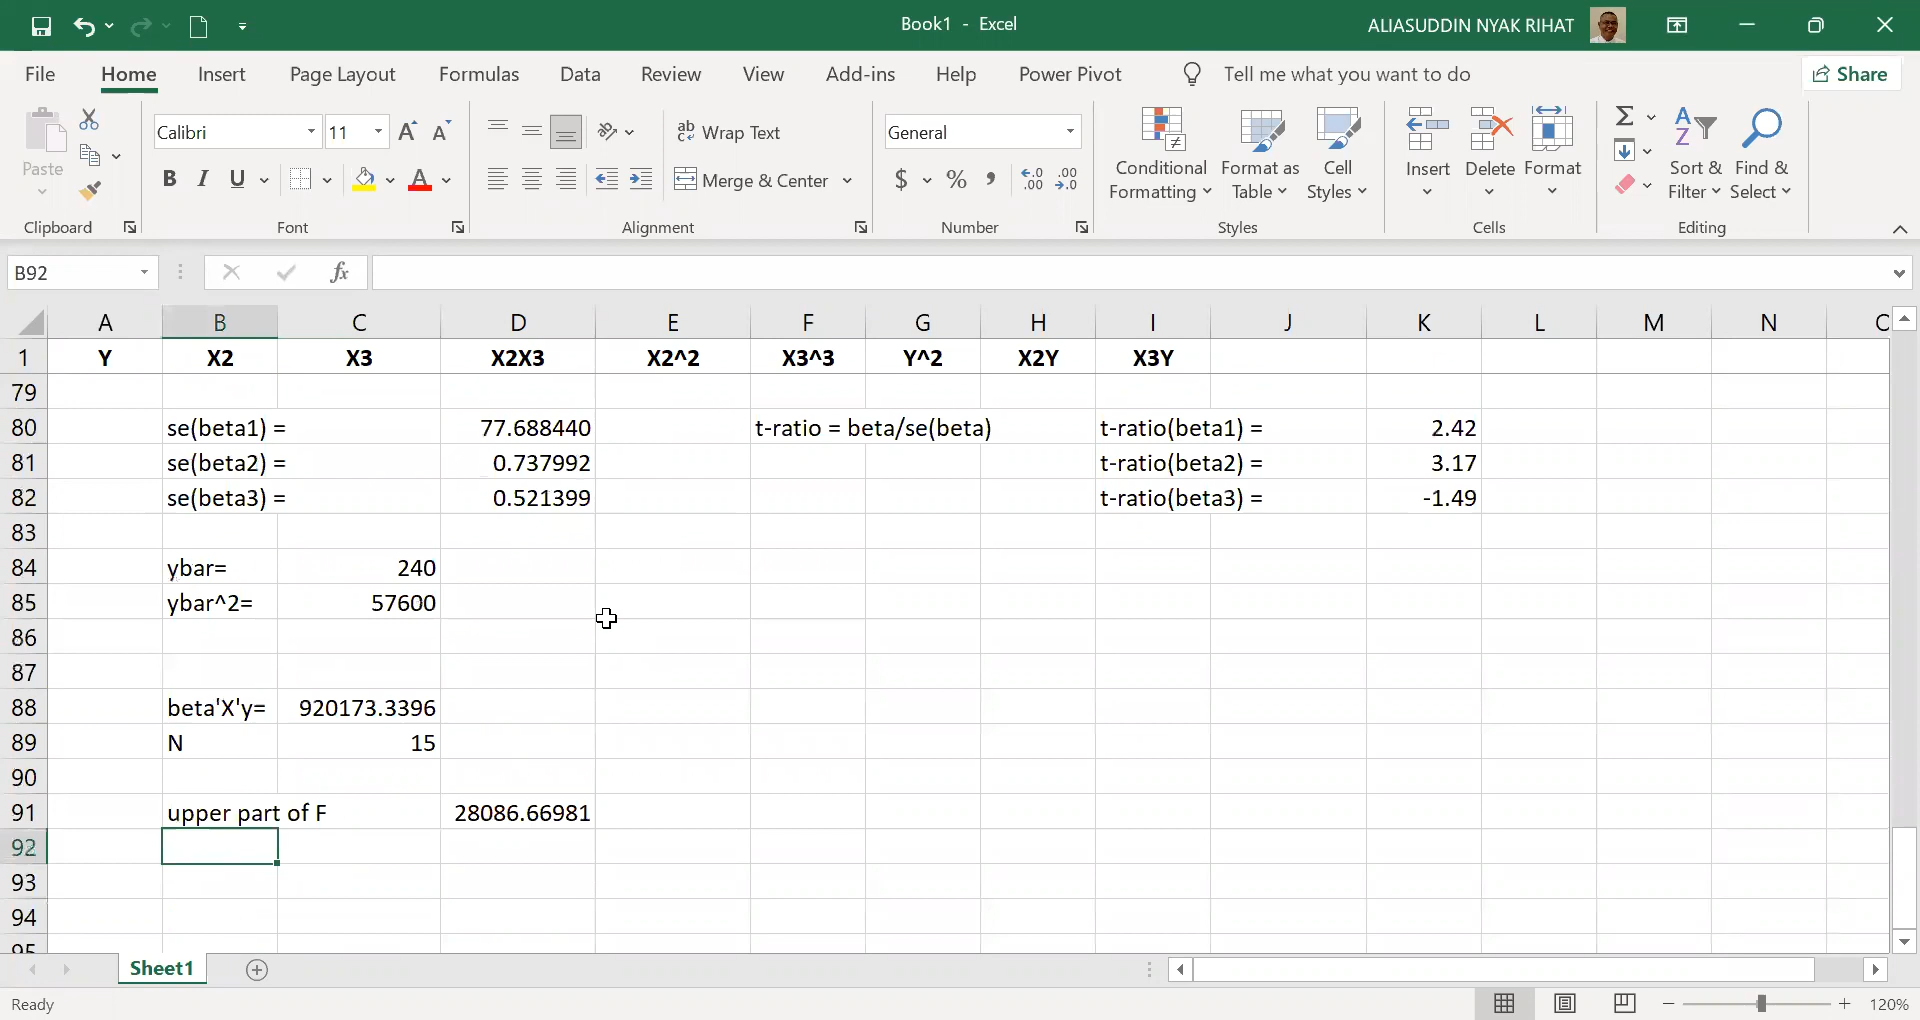 Book1 - Excel
ALIASUDDIN NYAK RIHAT
File Home Insert Page Layout Formulas Data Review View Add-ins Help Power Pivot Tell me what you want to do Share
Paste
Clipboard
Calibri 11
B I U
Font
Wrap Text
Merge & Center
Alignment
General
$ % ,
Number
Conditional Formatting
Format as Table
Cell Styles
Styles
Insert Delete Format
Cells
Sort & Filter
Find & Select
Editing
B92
fx
A B C D E F G H I J K L M N C
1 Y X2 X3 X2X3 X2^2 X3^3 Y^2 X2Y X3Y
79
80 se(beta1) = 77.688440 t-ratio = beta/se(beta) t-ratio(beta1) = 2.42
81 se(beta2) = 0.737992 t-ratio(beta2) = 3.17
82 se(beta3) = 0.521399 t-ratio(beta3) = -1.49
83
84 ybar= 240
85 ybar^2= 57600
86
87
88 beta'X'y= 920173.3396
89 N 15
90
91 upper part of F 28086.66981
92
93
94
95
Sheet1
Ready
120%